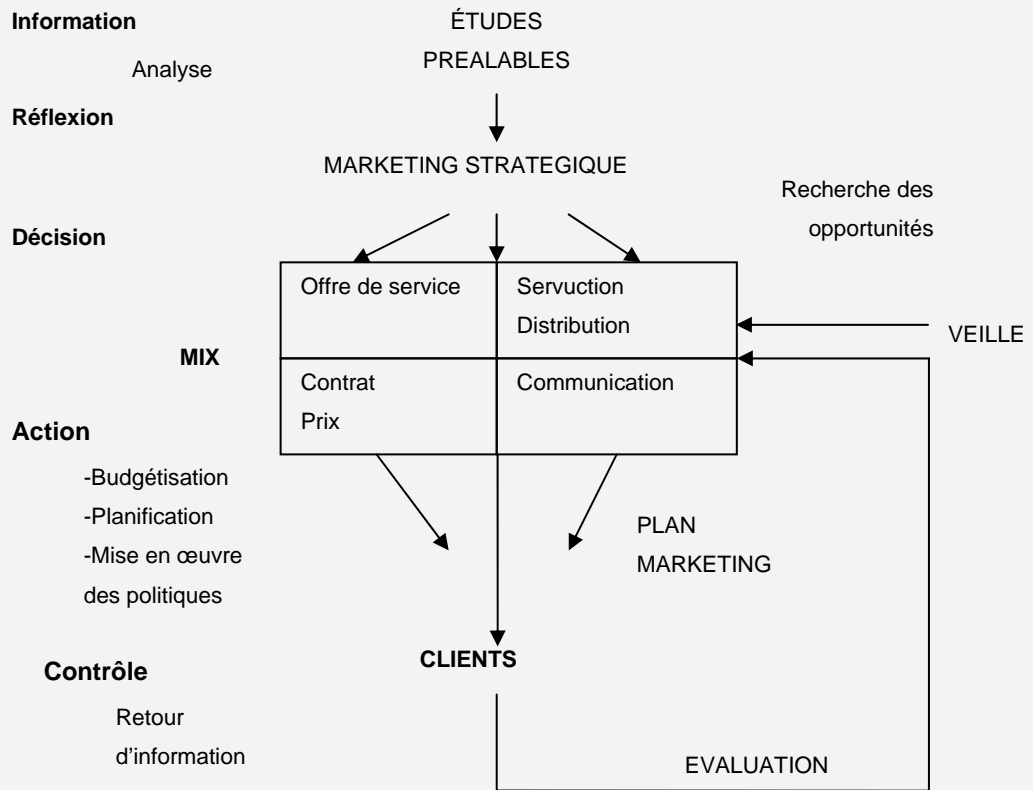 Information
ÉTUDES
PREALABLES
Analyse
Réflexion
MARKETING STRATEGIQUE
Recherche des
opportunités
Décision
Offre de service
Servuction
Distribution
VEILLE
MIX
Contrat
Prix
Communication
Action
-Budgétisation
-Planification
-Mise en œuvre
des politiques
PLAN
MARKETING
CLIENTS
Contrôle
Retour
d’information
EVALUATION